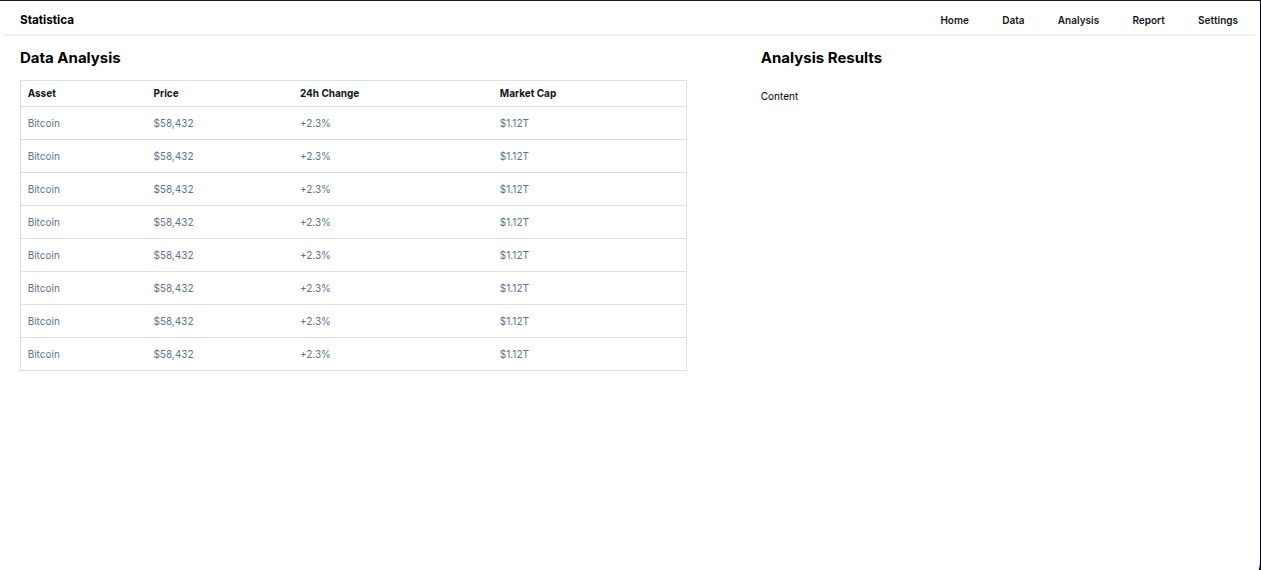 Statistica Home Data Analysis Report Settings
Data Analysis
Asset Price 24h Change Market Cap
Bitcoin $58,432 +2.3% $1.12T
Bitcoin $58,432 +2.3% $1.12T
Bitcoin $58,432 +2.3% $1.12T
Bitcoin $58,432 +2.3% $1.12T
Bitcoin $58,432 +2.3% $1.12T
Bitcoin $58,432 +2.3% $1.12T
Bitcoin $58,432 +2.3% $1.12T
Bitcoin $58,432 +2.3% $1.12T
Analysis Results
Content